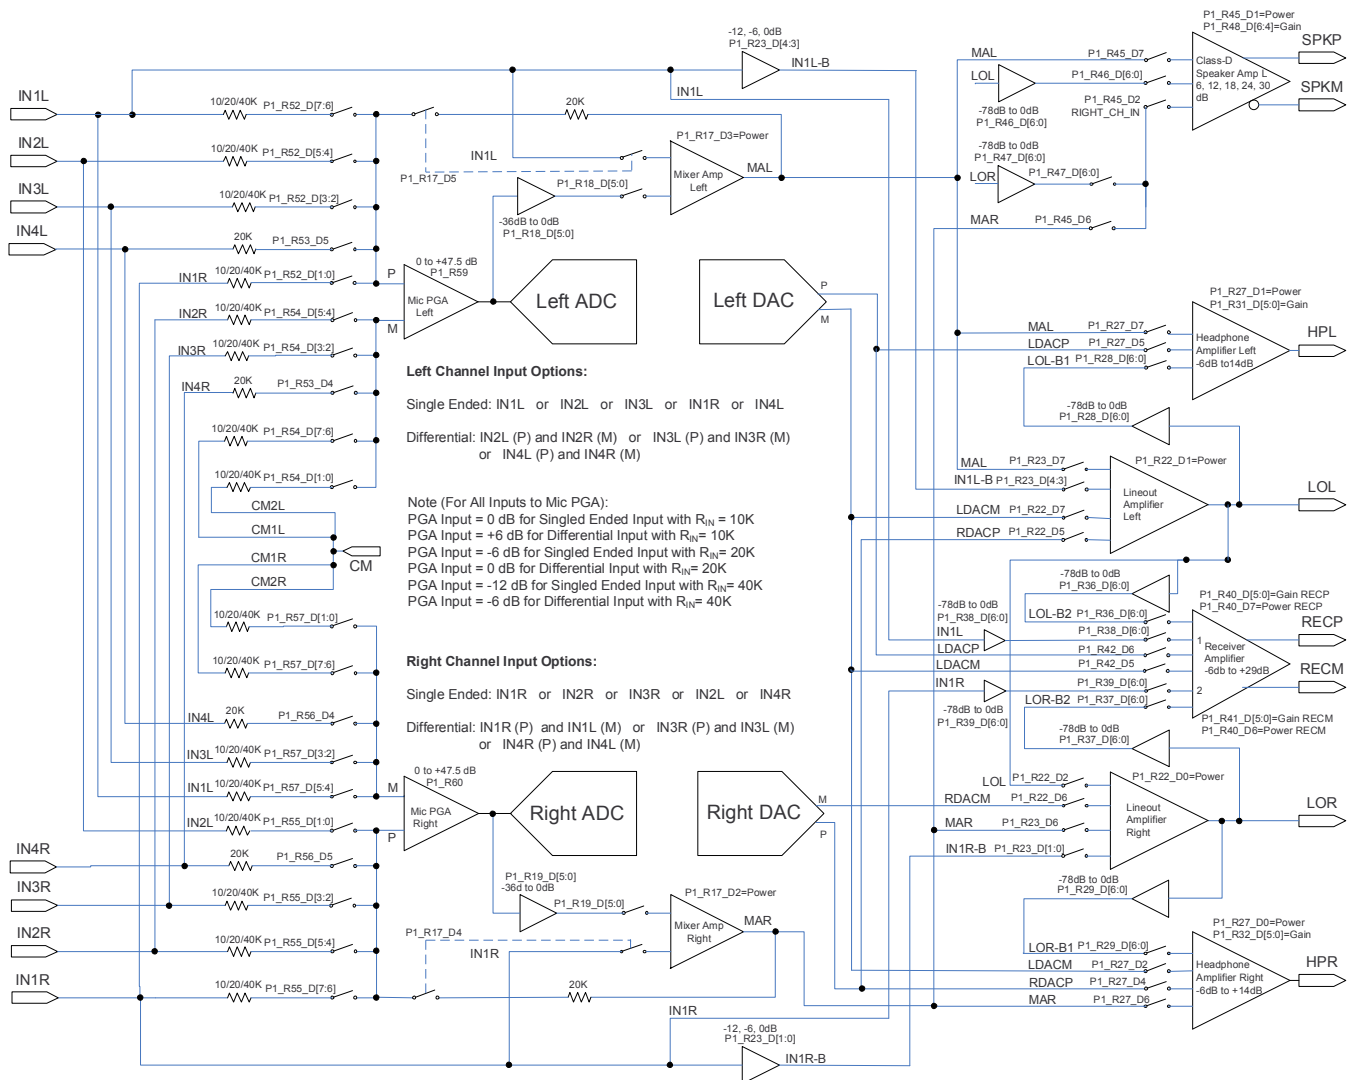 P1_R45_D1=Power
P1_R48_D[6:4]=Gain
SPKP
-12, -6, 0dB
P1_R23_D[4:3]
IN1L-B
MAL
P1_R45_D7
Class-D
Speaker Amp L
6, 12, 18, 24, 30
dB
LOL
P1_R46_D[6:0]
-78dB to 0dB
P1_R46_D[6:0]
P1_R45_D2
RIGHT_CH_IN
SPKM
IN1L
10/20/40K
P1_R52_D[7:6]
20K
IN1L
P1_R17_D3=Power
-78dB to 0dB
P1_R47_D[6:0]
IN2L
10/20/40K
P1_R52_D[5:4]
IN1L
P1_R17_D5
Mixer Amp
Left
MAL
LOR
P1_R47_D[6:0]
P1_R18_D[5:0]
IN3L
10/20/40K
P1_R52_D[3:2]
-36dB to 0dB
P1_R18_D[5:0]
MAR
P1_R45_D6
IN4L
20K
P1_R53_D5
IN1R
10/20/40K
P1_R52_D[1:0]
P
0 to +47.5 dB
P1_R59
Mic PGA
Left
M
Left ADC
Left DAC
P
M
IN2R
10/20/40K
P1_R54_D[5:4]
IN3R
10/20/40K
P1_R54_D[3:2]
IN4R
20K
P1_R53_D4
10/20/40K
P1_R54_D[7:6]
10/20/40K
P1_R54_D[1:0]
CM2L
CM1L
CM1R
CM2R
CM
P1_R27_D1=Power
P1_R31_D[5:0]=Gain
MAL
P1_R27_D7
LDACP
P1_R27_D5
LOL-B1
P1_R28_D[6:0]
Headphone
Amplifier Left
-6dB to14dB
HPL
-78dB to 0dB
P1_R28_D[6:0]
Left Channel Input Options:
Single Ended: IN1L or IN2L or IN3L or IN1R or IN4L
Differential: IN2L (P) and IN2R (M) or IN3L (P) and IN3R (M)
or IN4L (P) and IN4R (M)
Note (For All Inputs to Mic PGA):
PGA Input = 0 dB for Singled Ended Input with RIN = 10K
PGA Input = +6 dB for Differential Input with RIN= 10K
PGA Input = -6 dB for Singled Ended Input with RIN= 20K
PGA Input = 0 dB for Differential Input with RIN= 20K
PGA Input = -12 dB for Singled Ended Input with RIN= 40K
PGA Input = -6 dB for Differential Input with RIN= 40K
MAL
P1_R23_D7
P1_R22_D1=Power
IN1L-B
P1_R23_D[4:3]
LDACM
P1_R22_D7
RDACP
P1_R22_D5
Lineout
Amplifier
Left
LOL
-78dB to 0dB
P1_R36_D[6:0]
-78dB to 0dB
P1_R38_D[6:0]
IN1L
LOL-B2
P1_R36_D[6:0]
P1_R38_D[6:0]
LDACP
P1_R42_D6
LDACM
P1_R42_D5
IN1R
P1_R39_D[6:0]
LOR-B2
P1_R37_D[6:0]
-78dB to 0dB
P1_R39_D[6:0]
P1_R40_D[5:0]=Gain RECP
P1_R40_D7=Power RECP
1
Receiver
Amplifier
-6db to +29dB
2
RECP
RECM
P1_R41_D[5:0]=Gain RECM
P1_R40_D6=Power RECM
-78dB to 0dB
P1_R37_D[6:0]
10/20/40K
P1_R57_D[1:0]
10/20/40K
P1_R57_D[7:6]
Right Channel Input Options:
Single Ended: IN1R or IN2R or IN3R or IN2L or IN4R
Differential: IN1R (P) and IN1L (M) or IN3R (P) and IN3L (M)
or IN4R (P) and IN4L (M)
IN4L
20K
P1_R56_D4
IN3L
10/20/40K
P1_R57_D[3:2]
IN1L
10/20/40K
P1_R57_D[5:4]
IN2L
10/20/40K
P1_R55_D[1:0]
M
0 to +47.5 dB
P1_R60
Mic PGA
Right
P
Right ADC
Right DAC
M
P
LOL
P1_R22_D2
P1_R22_D0=Power
RDACM
P1_R22_D6
MAR
P1_R23_D6
IN1R-B
P1_R23_D[1:0]
Lineout
Amplifier
Right
LOR
IN4R
20K
P1_R56_D5
IN3R
10/20/40K
P1_R55_D[3:2]
IN2R
10/20/40K
P1_R55_D[5:4]
IN1R
10/20/40K
P1_R55_D[7:6]
P1_R19_D[5:0]
-36d to 0dB
P1_R19_D[5:0]
P1_R17_D2=Power
Mixer Amp
Right
MAR
P1_R17_D4
IN1R
20K
IN1R
-12, -6, 0dB
P1_R23_D[1:0]
IN1R-B
-78dB to 0dB
P1_R29_D[6:0]
P1_R27_D0=Power
P1_R32_D[5:0]=Gain
LOR-B1
P1_R29_D[6:0]
LDACM
P1_R27_D2
RDACP
P1_R27_D4
MAR
P1_R27_D6
Headphone
Amplifier Right
-6dB to +14dB
HPR